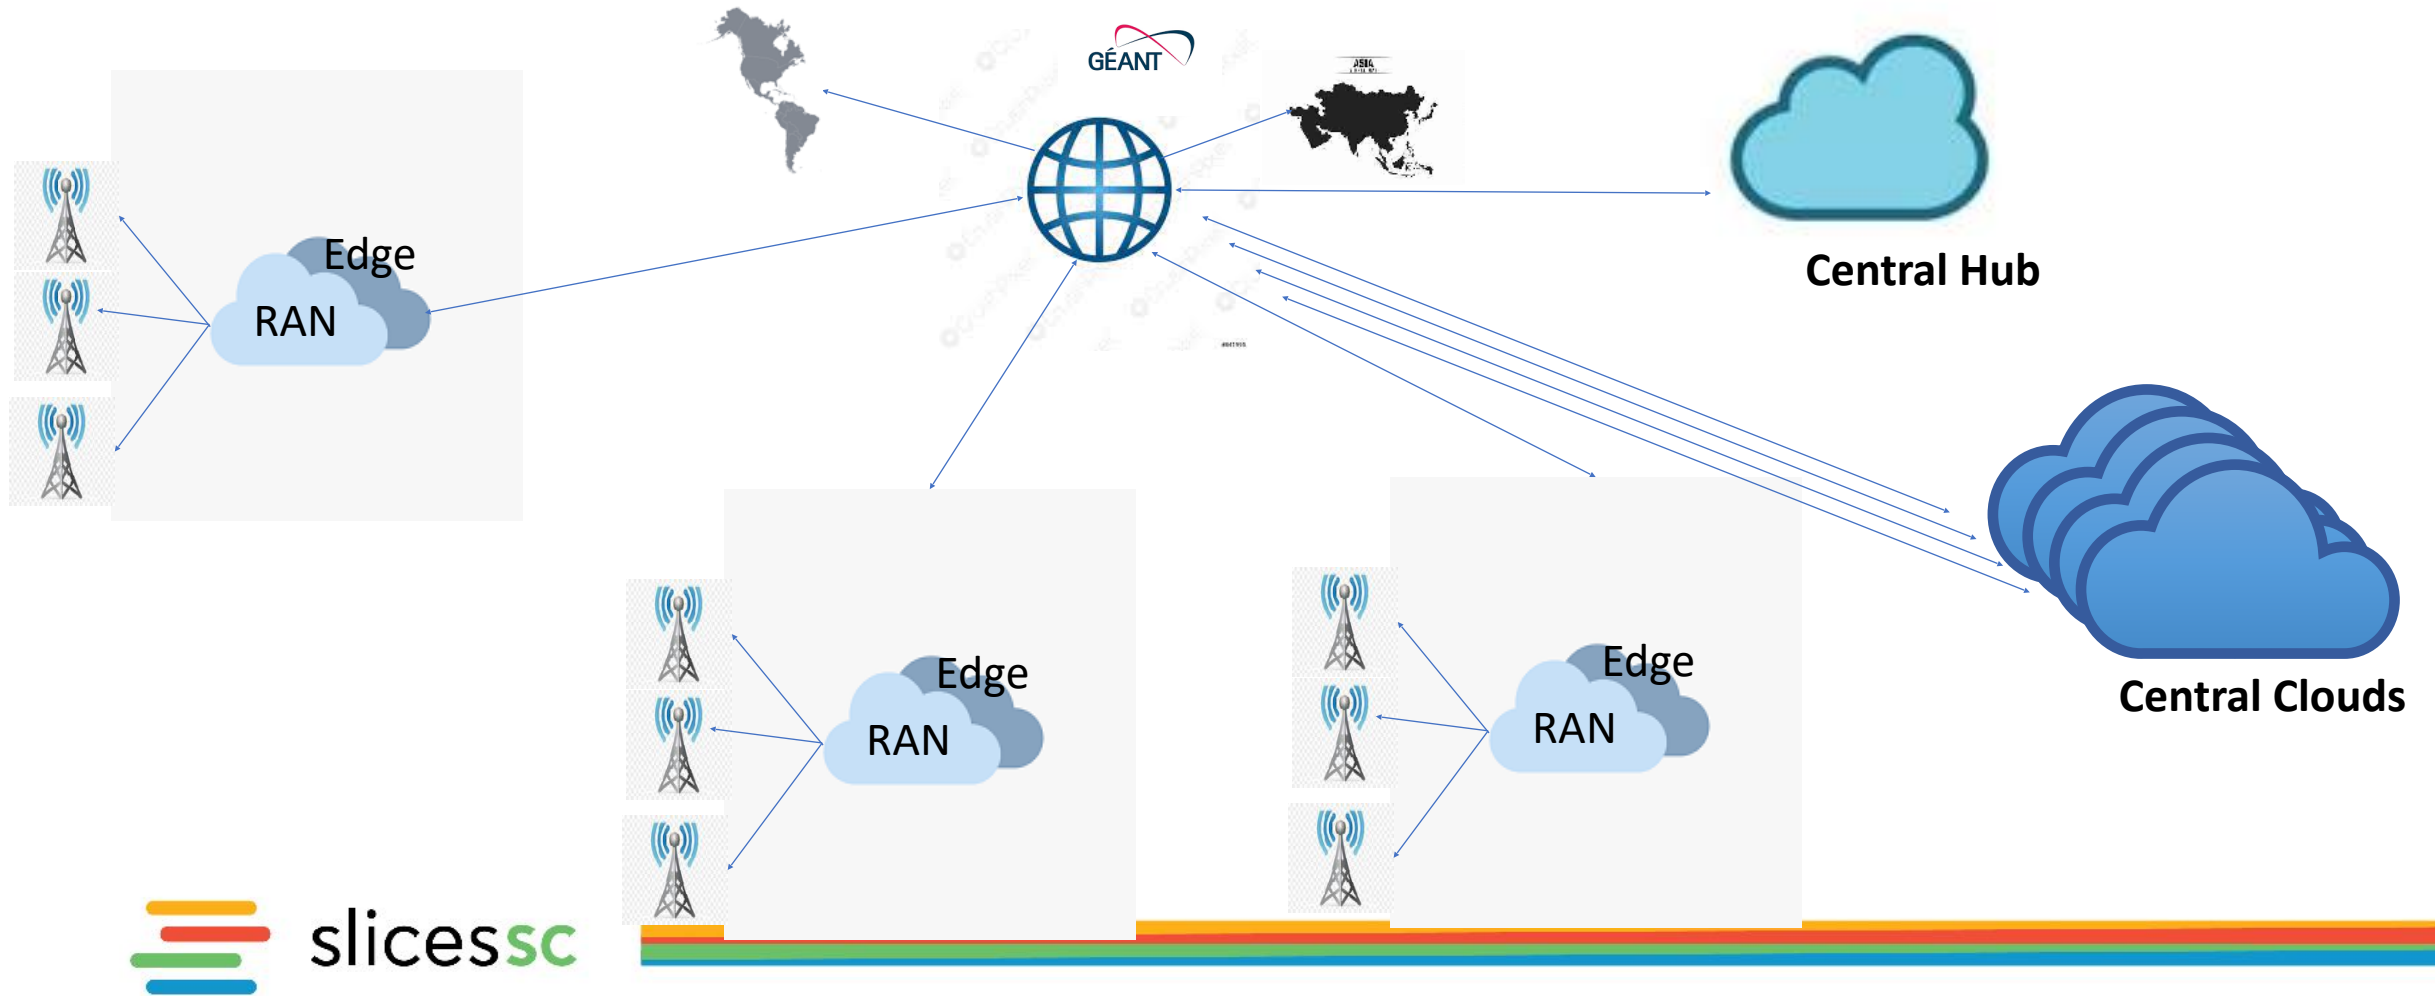 GÉANT
ASIA
Edge
RAN
Central Hub
Edge
RAN
Edge
RAN
Central Clouds
slicessc